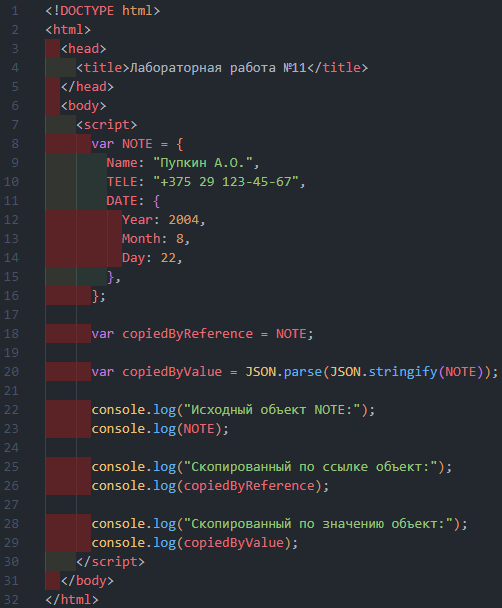 1 <!DOCTYPE html>
2 <html>
3 <head>
4 <title>Лабораторная работа №11</title>
5 </head>
6 <body>
7 <script>
8 var NOTE = {
9 Name: "Пупкин А.О.",
10 TELE: "+375 29 123-45-67",
11 DATE: {
12 Year: 2004,
13 Month: 8,
14 Day: 22,
15 },
16 };
17
18 var copiedByReference = NOTE;
19
20 var copiedByValue = JSON.parse(JSON.stringify(NOTE));
21
22 console.log("Исходный объект NOTE:");
23 console.log(NOTE);
24
25 console.log("Скопированный по ссылке объект:");
26 console.log(copiedByReference);
27
28 console.log("Скопированный по значению объект:");
29 console.log(copiedByValue);
30 </script>
31 </body>
32 </html>